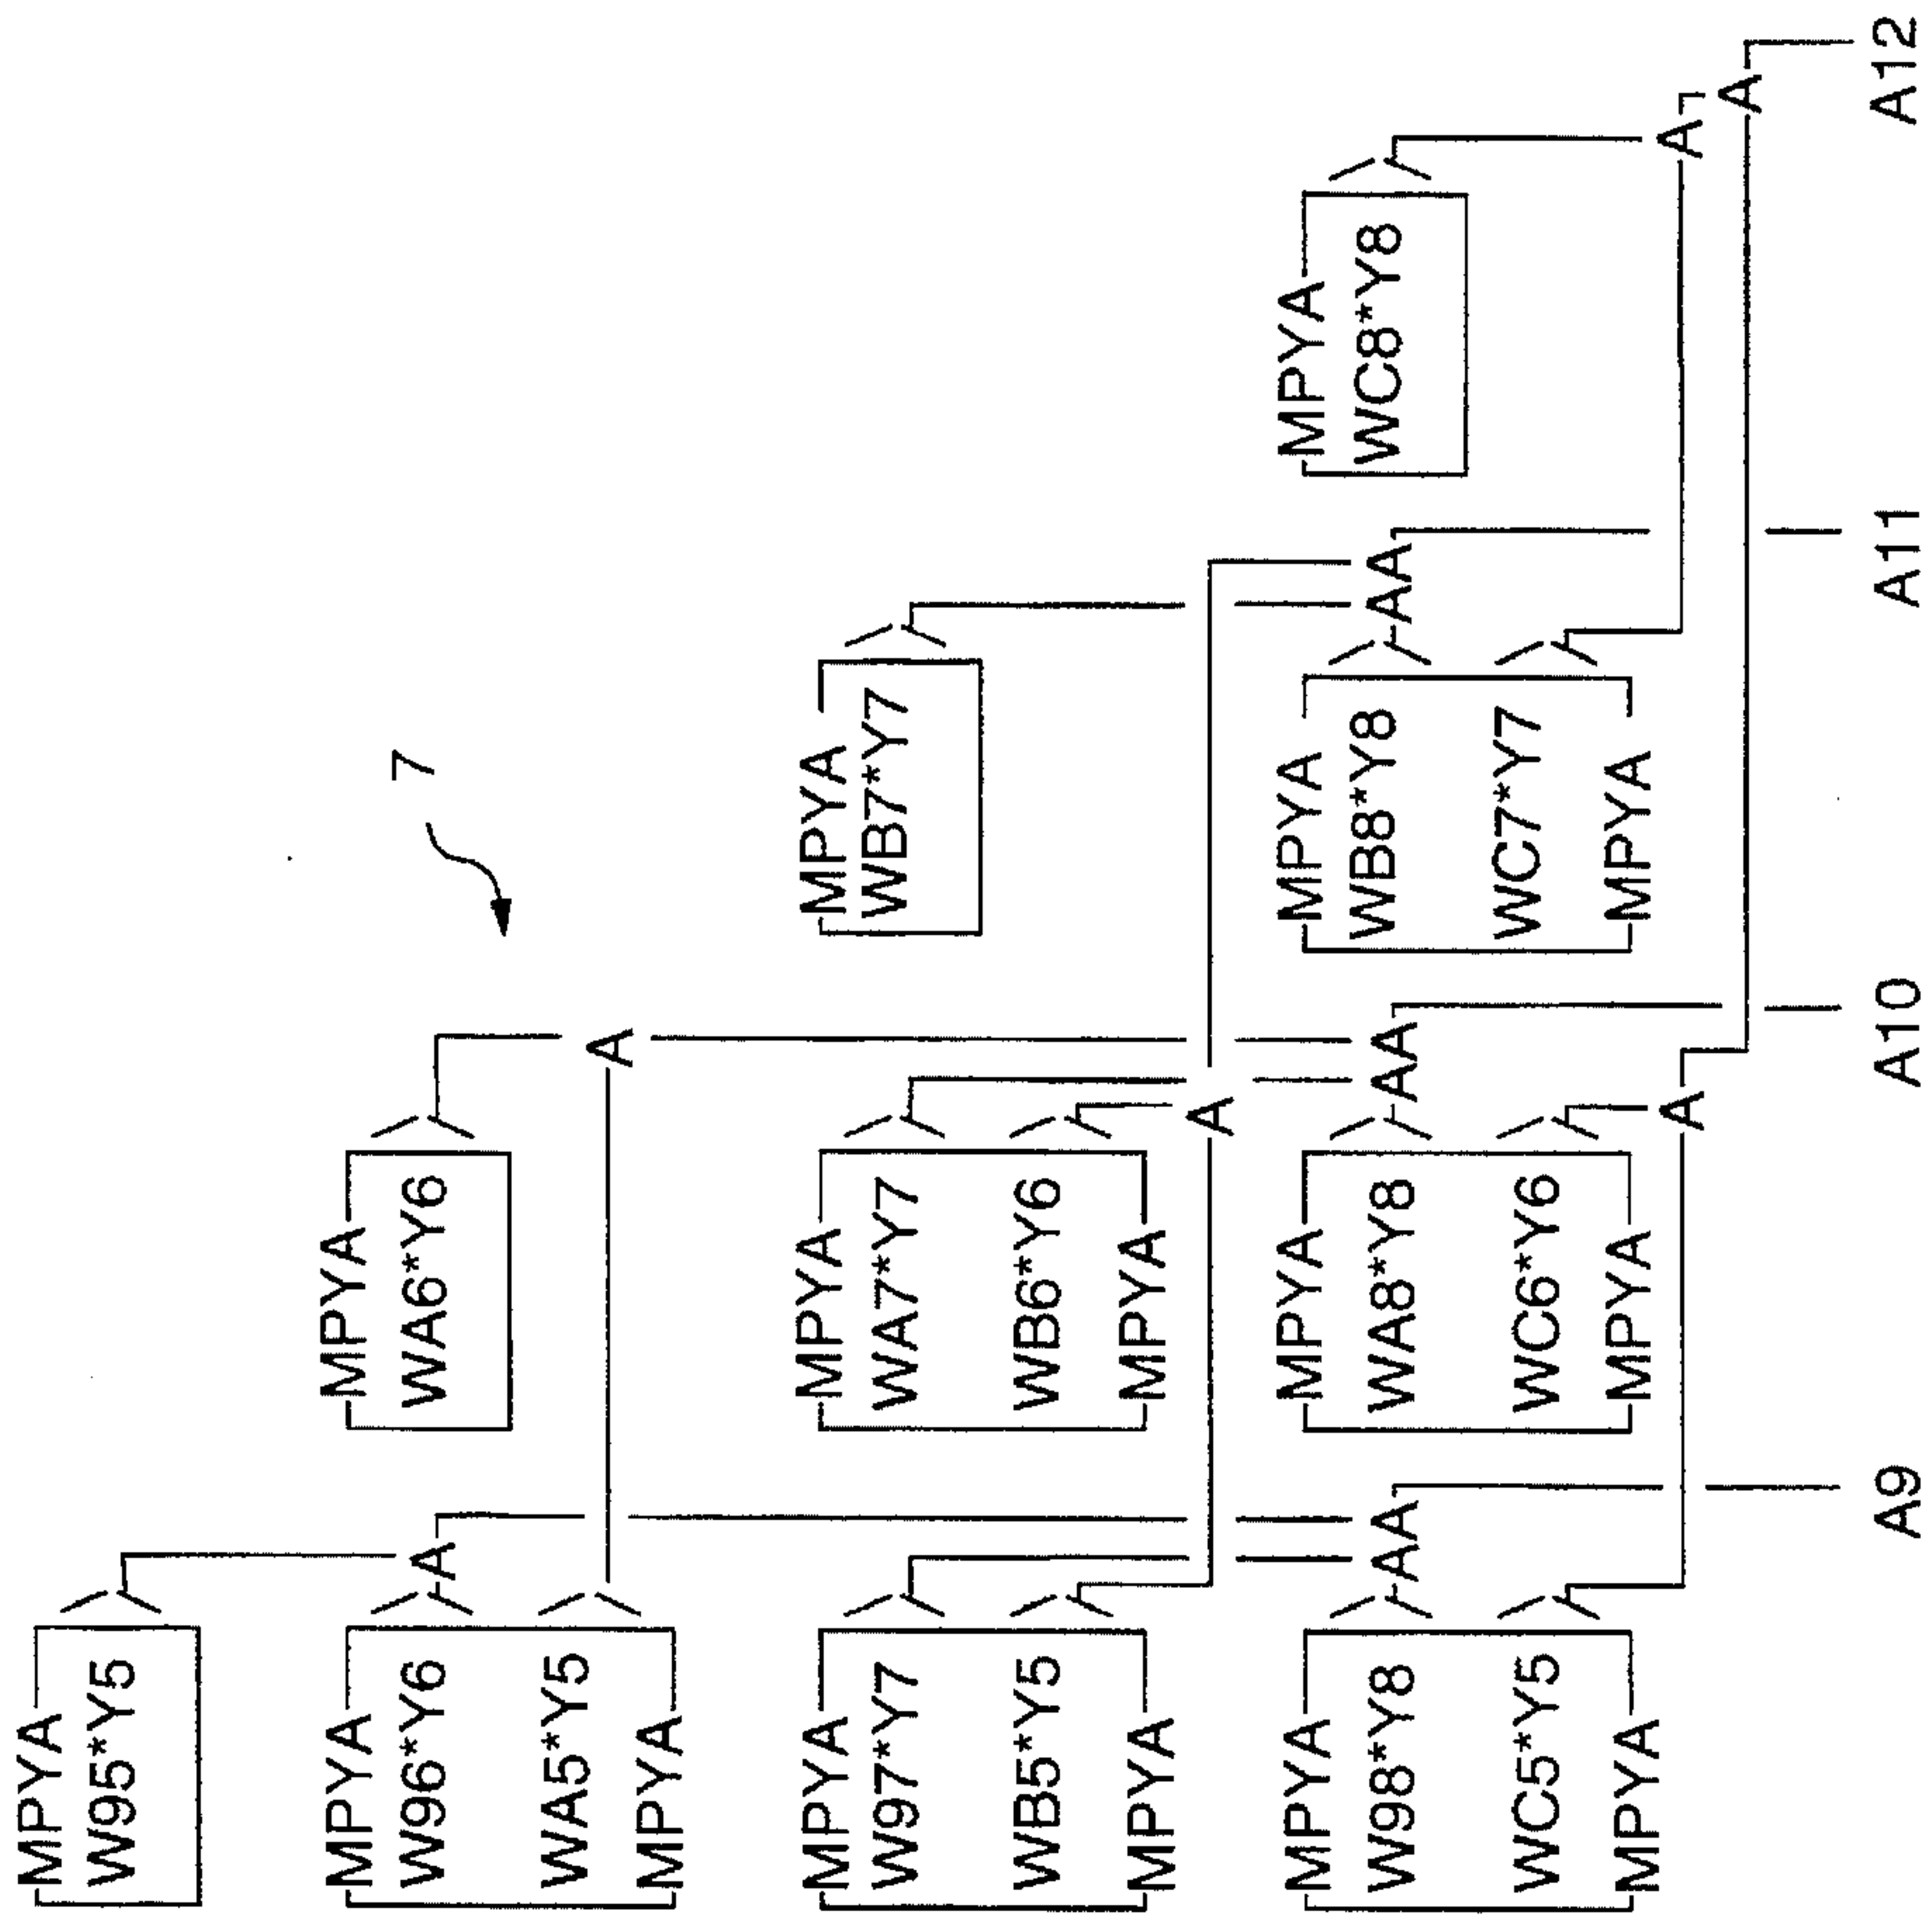 MPYA
W95*Y5
MPYA MPYA
W96*Y6 A WA6*Y6 7
WA5*Y5
A
MPYA
MPYA MPYA MPYA
W97*Y7 WA7*Y7 WB7*Y7
WB5*Y5 WB6*Y6
MPYA MPYA
A
MPYA MPYA MPYA MPYA
W98*Y8 AA WA8*Y8 AA WB8*Y8 AA WC8*Y8
WC5*Y5 WC6*Y6 WC7*Y7
MPYA MPYA MPYA
A A
A
A9 A10 A11 A12